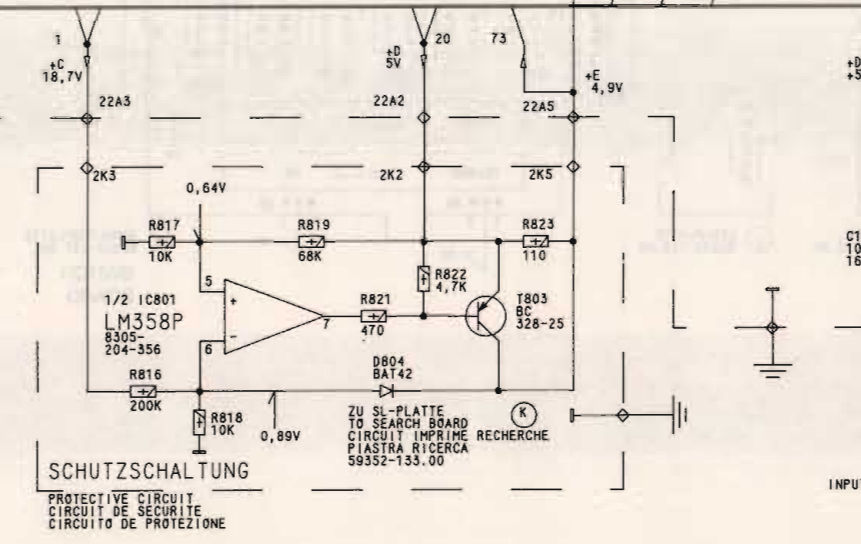 1
+C
18,7V
22A3
2K3
+D
5V
20
22A2
2K2
73
+E
4,9V
22A5
2K5
+D
+5
0,64V
R817
10K
R819
68K
R823
110
R822
4,7K
T803
BC
328-25
1/2 IC801
LM358P
8305-
204-356
5
+
6
-
7
R821
470
R816
200K
R818
10K
0,89V
D804
BAT42
C1
10
16
ZU SL-PLATTE
TO SEARCH BOARD
CIRCUIT IMPRIME RECHERCHE
PIASTRA RICERCA
59352-133.00
K
SCHUTZSCHALTUNG
PROTECTIVE CIRCUIT
CIRCUIT DE SECURITE
CIRCUITO DE PROTEZIONE
INPU